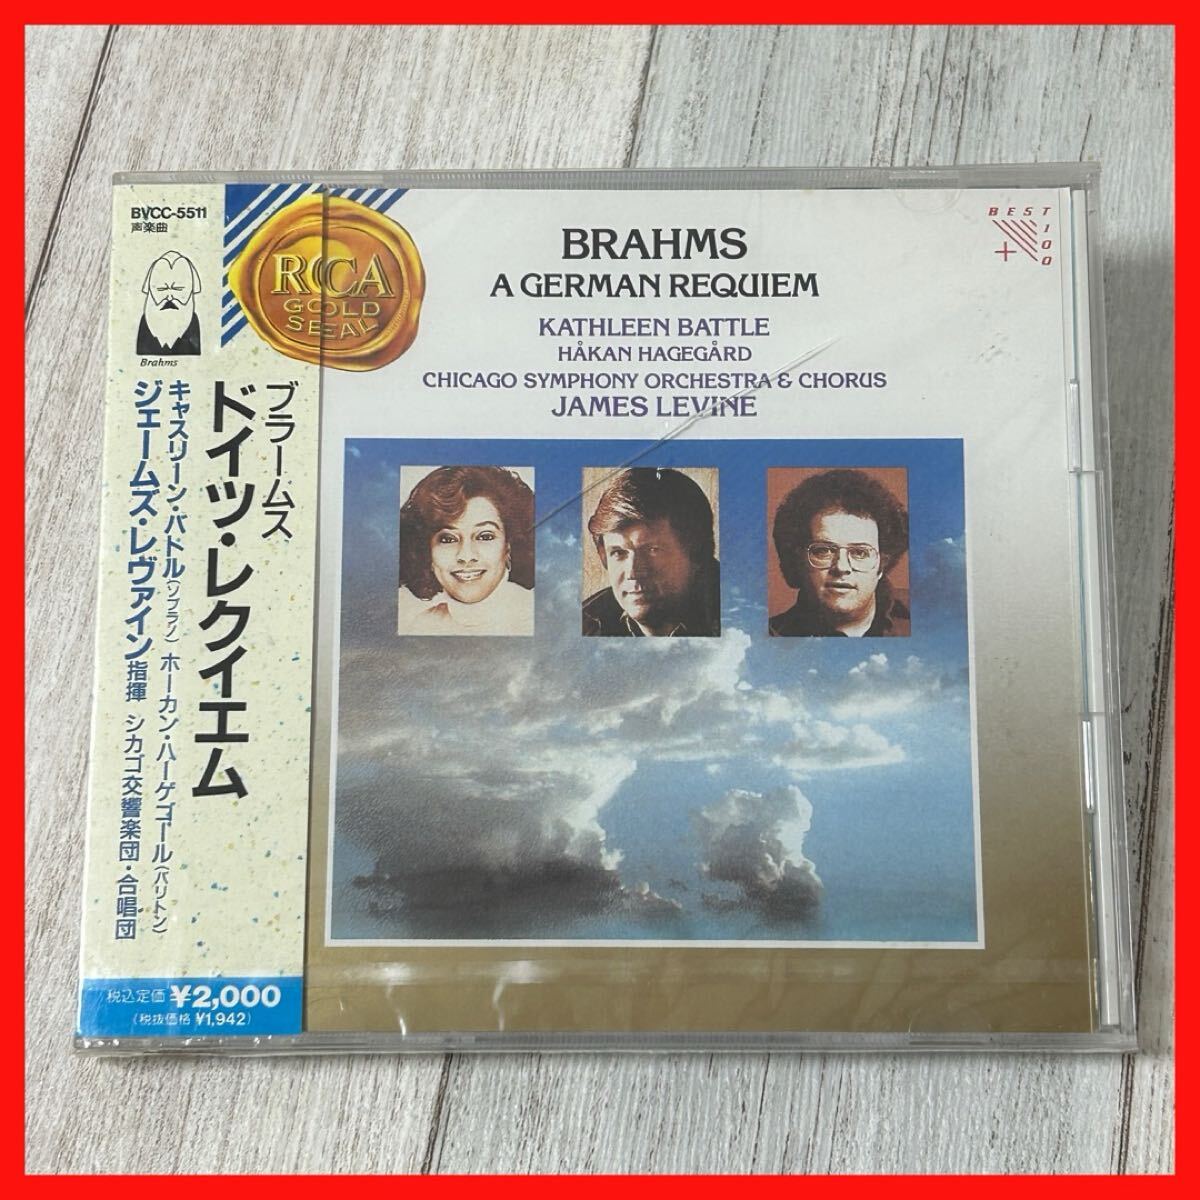 BVCC-5511
声楽曲
Brahms
ブラームス
ドイツ・レクイエム
キャスリーン・バトル(ソプラノ) ホーカン・ハーゲゴール(バリトン)
ジェームズ・レヴァイン指揮 シカゴ交響楽団・合唱団
税込定価 ¥2,000
(税抜価格 ¥1,942)
RCA
GOLD
SEAL
BRAHMS
A GERMAN REQUIEM
KATHLEEN BATTLE
HÅKAN HAGEGÅRD
CHICAGO SYMPHONY ORCHESTRA & CHORUS
JAMES LEVINE
BEST
100
+